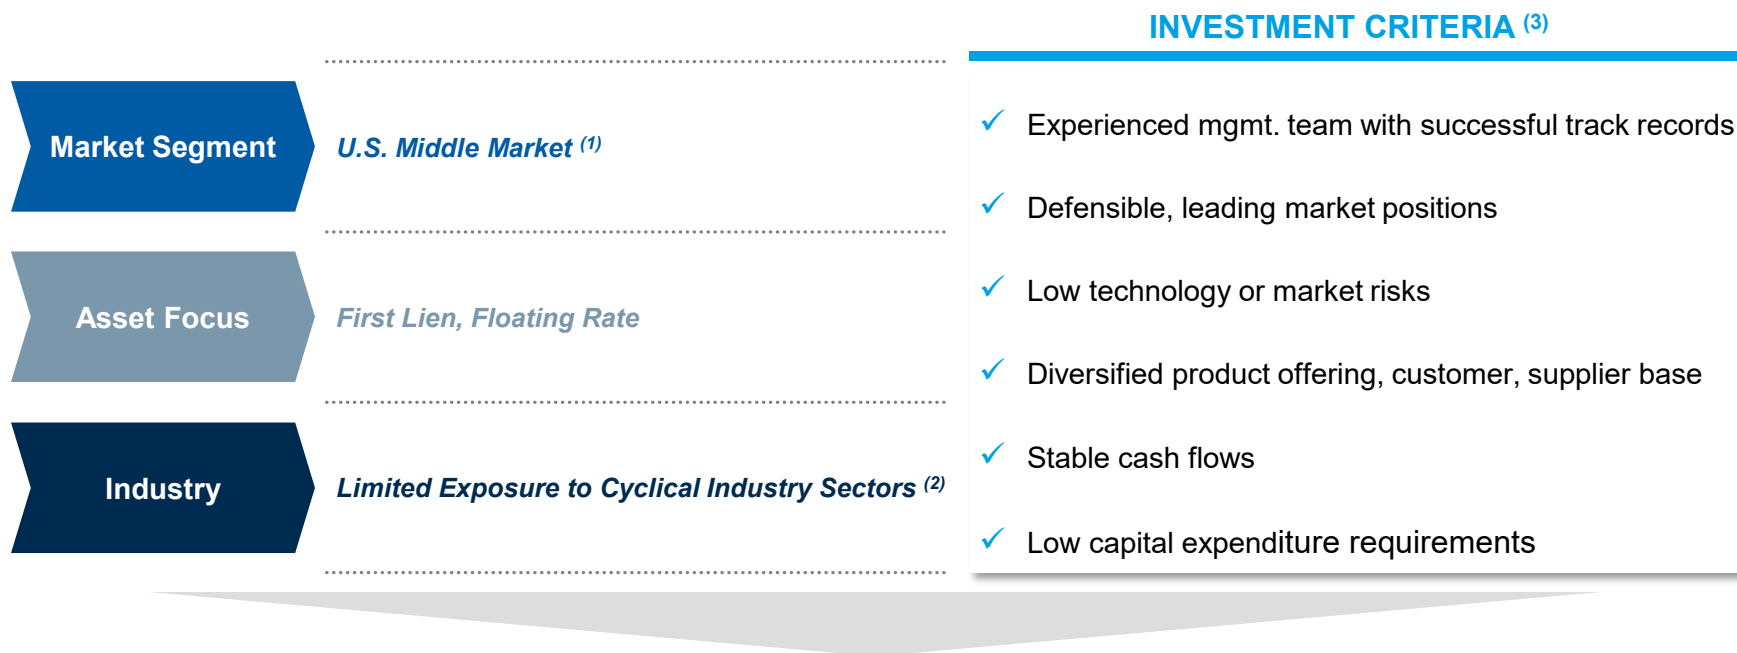 INVESTMENT CRITERIA (3)
Market Segment
U.S. Middle Market (1)
Asset Focus
First Lien, Floating Rate
Industry
Limited Exposure to Cyclical Industry Sectors (2)
Experienced mgmt. team with successful track records
Defensible, leading market positions
Low technology or market risks
Diversified product offering, customer, supplier base
Stable cash flows
Low capital expenditure requirements